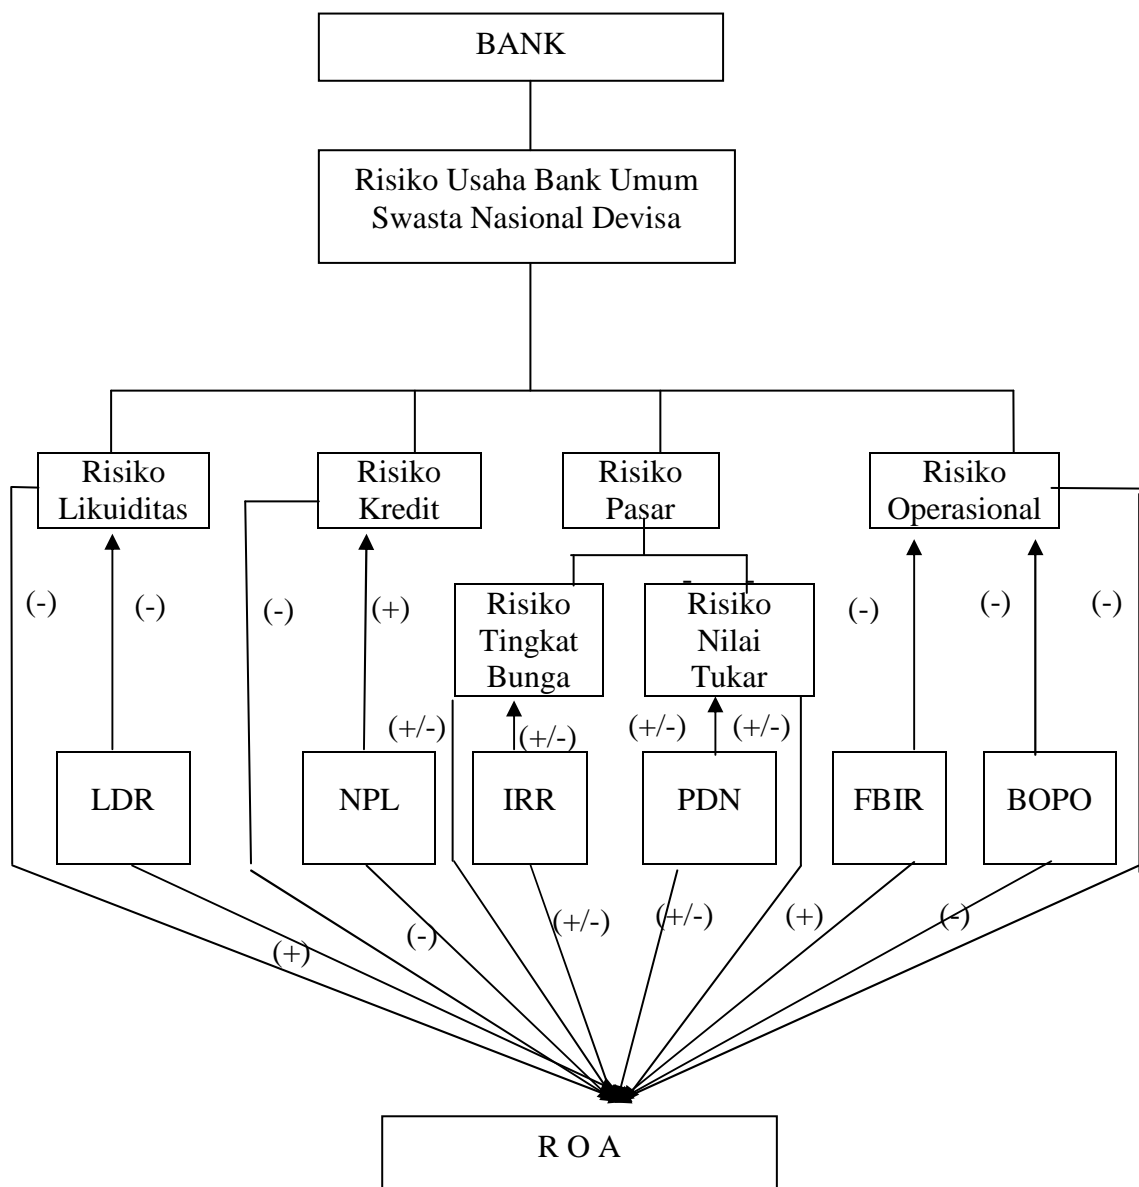 BANK
Risiko Usaha Bank Umum
Swasta Nasional Devisa
Risiko
Likuiditas
Risiko
Kredit
Risiko
Pasar
Risiko
Operasional
Risiko
Tingkat
Bunga
Risiko
Nilai
Tukar
(-)
(-)
(-)
(+)
(-)
(-)
(-)
(+/-)
(+/-)
(+/-)
(+/-)
LDR
NPL
IRR
PDN
FBIR
BOPO
(+)
(-)
(+/-)
(+/-)
(+)
(-)
R O A